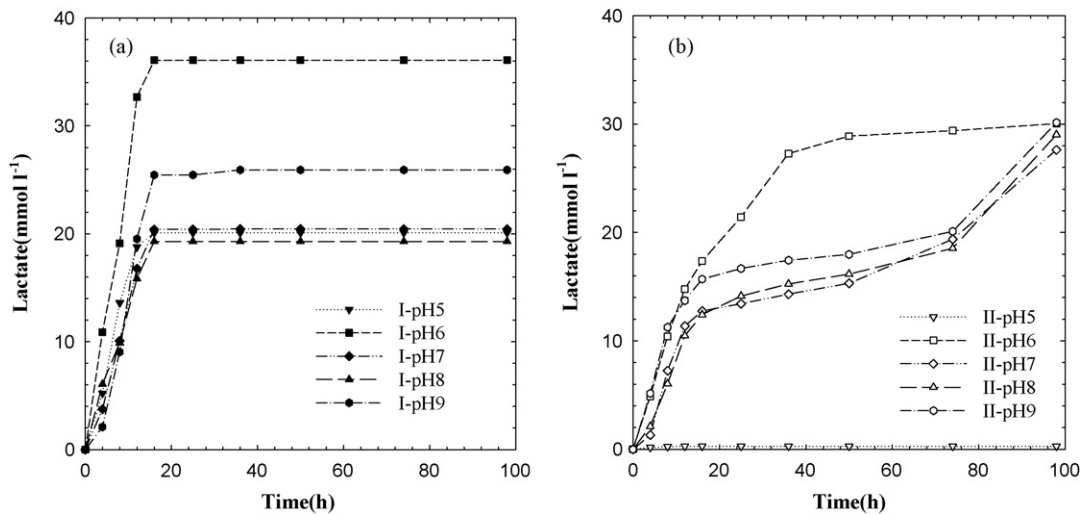 (a)
Lactate(mmol l⁻¹)
40
30
20
10
0
I-pH5
I-pH6
I-pH7
I-pH8
I-pH9
0 20 40 60 80 100
Time(h)
(b)
Lactate(mmol l⁻¹)
40
30
20
10
0
II-pH5
II-pH6
II-pH7
II-pH8
II-pH9
0 20 40 60 80 100
Time(h)